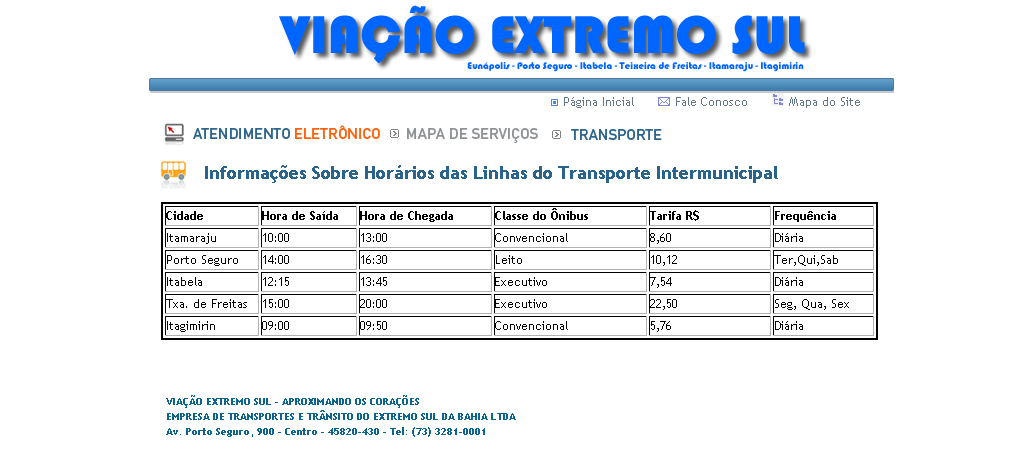 VIAÇÃO EXTREMO SUL
Eunápolis - Porto Seguro - Itabela - Teixeira de Freitas - Itamaraju - Itagimirin
Página Inicial Fale Conosco Mapa do Site
ATENDIMENTO ELETRÔNICO MAPA DE SERVIÇOS TRANSPORTE
Informações Sobre Horários das Linhas do Transporte Intermunicipal
Cidade Hora de Saída Hora de Chegada Classe do Ônibus Tarifa R$ Frequência
Itamaraju 10:00 13:00 Convencional 8,60 Diária
Porto Seguro 14:00 16:30 Leito 10,12 Ter,Qui,Sab
Itabela 12:15 13:45 Executivo 7,54 Diária
Txa. de Freitas 15:00 20:00 Executivo 22,50 Seg, Qua, Sex
Itagimirin 09:00 09:50 Convencional 5,76 Diária
VIAÇÃO EXTREMO SUL - APROXIMANDO OS CORAÇÕES
EMPRESA DE TRANSPORTES E TRÂNSITO DO EXTREMO SUL DA BAHIA LTDA
Av. Porto Seguro, 900 - Centro - 45820-430 - Tel: (73) 3281-0001